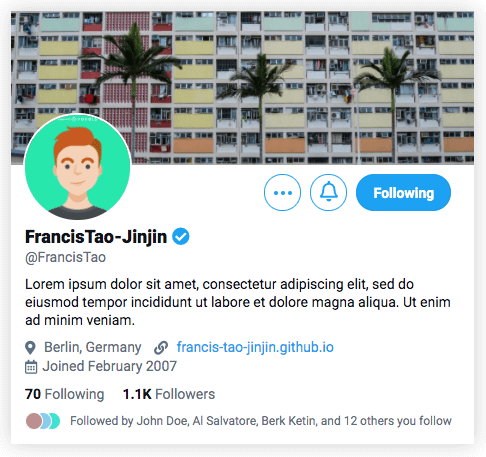 Following
FrancisTao-Jinjin
@FrancisTao
Lorem ipsum dolor sit amet, consectetur adipiscing elit, sed do
eiusmod tempor incididunt ut labore et dolore magna aliqua. Ut enim
ad minim veniam.
Berlin, Germany francis-tao-jinjin.github.io
Joined February 2007
70 Following 1.1K Followers
Followed by John Doe, Al Salvatore, Berk Ketin, and 12 others you follow